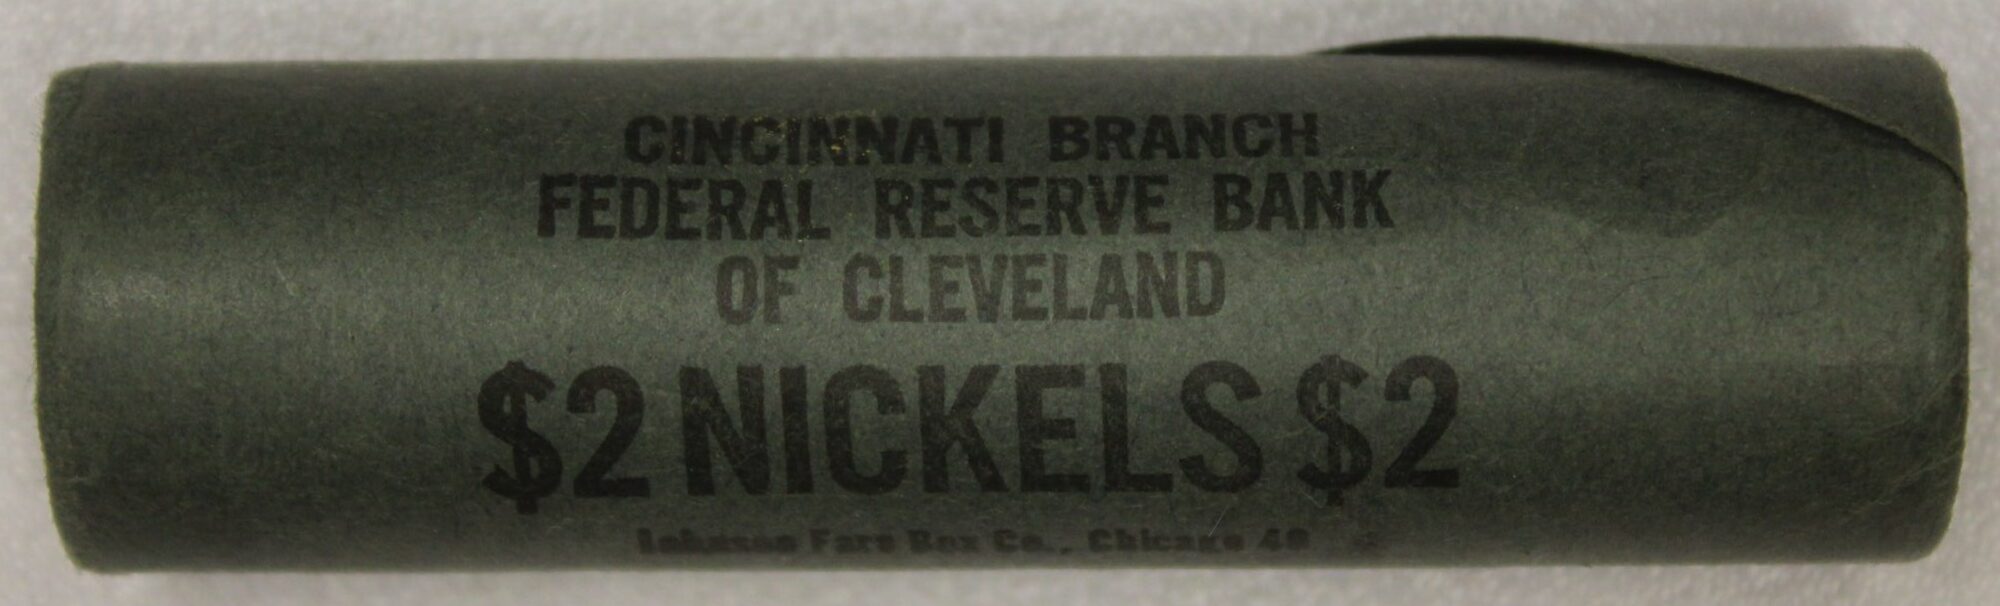 CINCINNATI BRANCH
FEDERAL RESERVE BANK
OF CLEVELAND
$2 NICKELS $2
Johnson Fare Box Co., Chicago 40